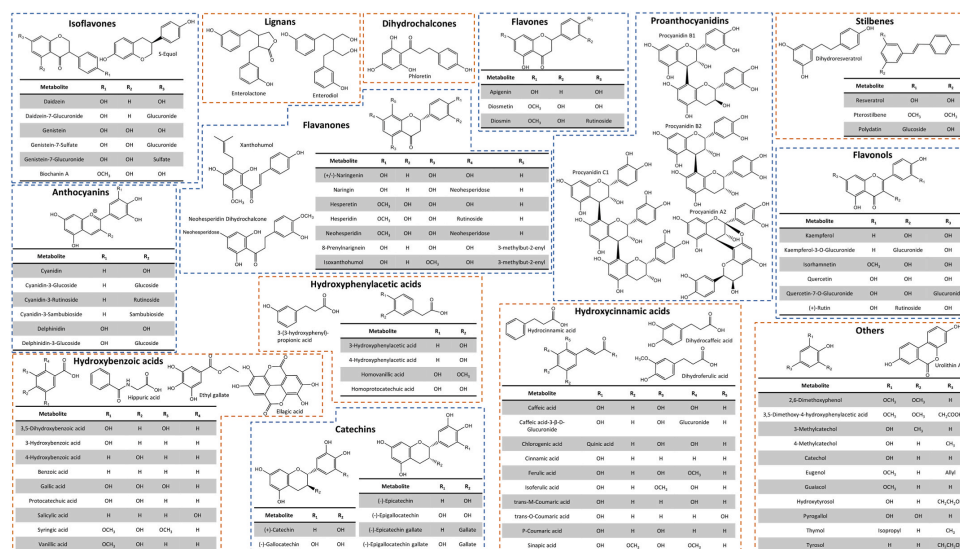 Isoflavones
S-Equol
Metabolite R1 R2 R3
Daidzein OH H OH
Daidzein-7-Glucuronide OH H Glucuronide
Genistein OH OH OH
Genistein-7-Sulfate OH OH Glucuronide
Genistein-7-Glucuronide OH OH Sulfate
Biochanin A OCH3 OH OH
Lignans
Enterolactone
Enterodiol
Dihydrochalcones
Phloretin
Flavones
Metabolite R1 R2 R3
Apigenin OH H OH
Diosmetin OCH3 OH OH
Diosmin OCH3 OH Rutinoside
Proanthocyanidins
Procyanidin B1
Procyanidin B2
Procyanidin C1
Procyanidin A2
Stilbenes
Dihydroresveratrol
Metabolite R1 R2
Resveratrol OH OH
Pterostilbene OCH3 OCH3
Polydatin Glucoside OH
Flavanones
Xanthohumol
Neohesperidin Dihydrochalcone
Neohesperidose
Metabolite R1 R2 R3 R4 R5
(+/-)-Naringenin OH H OH OH H
Naringin OH H OH Neohesperidose H
Hesperetin OCH3 OH OH OH H
Hesperidin OCH3 OH OH Rutinoside H
Neohesperidin OCH3 OH OH Neohesperidose H
8-Prenylnarignein OH H OH OH 3-methylbut-2-enyl
Isoxanthohumol OH H OCH3 OH 3-methylbut-2-enyl
Flavonols
Metabolite R1 R2 R3
Kaempferol H OH OH
Kaempferol-3-O-Glucuronide H Glucuronide OH
Isorhamnetin OCH3 OH OH
Quercetin OH OH OH
Quercetin-7-O-Glucuronide OH OH Glucuronid
(+)-Rutin OH Rutinoside OH
Anthocyanins
Metabolite R1 R2
Cyanidin H OH
Cyanidin-3-Glucoside H Glucoside
Cyanidin-3-Rutinoside H Rutinoside
Cyanidin-3-Sambubioside H Sambubioside
Delphinidin OH OH
Delphinidin-3-Glucoside OH Glucoside
Hydroxyphenylacetic acids
3-(3-hydroxyphenyl)-
propionic acid
Metabolite R1 R2
3-Hydroxyphenylacetic acid H OH
4-Hydroxyphenylacetic acid OH H
Homovanillic acid OH OCH3
Homoprotocatechuic acid OH OH
Hydroxycinnamic acids
Hydrocinnamic acid
Dihydrocaffeic acid
Dihydroferulic acid
Metabolite R1 R2 R3 R4 R5
Caffeic acid OH H OH OH H
Caffeic acid-3-β-D-
Glucuronide OH H OH Glucuronide H
Chlorogenic acid Quinic acid H OH OH H
Cinnamic acid OH H H H H
Ferulic acid OH H OH OCH3 H
Isoferulic acid OH H OCH3 OH H
trans-M-Coumaric acid OH H H OH H
trans-O-Coumaric acid OH H H H OH
P-Coumaric acid OH H OH H H
Sinapic acid OH OCH3 OH OCH3 H
Others
Urolithin A
Metabolite R1 R2 R3
2,6-Dimethoxyphenol OCH3 OCH3 H
3,5-Dimethoxy-4-hydroxyphenylacetic acid OCH3 OCH3 CH2COOH
3-Methylcatechol OH CH3 H
4-Methylcatechol OH H CH3
Catechol OH H H
Eugenol OCH3 H Allyl
Guaiacol OCH3 H H
Hydroxytyrosol OH H CH2CH2O
Pyrogallol OH OH H
Thymol Isopropyl H CH3
Tyrosol H H CH2CH2O
Hydroxybenzoic acids
Hippuric acid
Ethyl gallate
Ellagic acid
Metabolite R1 R2 R3 R4
3,5-Dihydroxybenzoic acid OH H OH H
3-Hydroxybenzoic acid OH H H H
4-Hydroxybenzoic acid H OH H H
Benzoic acid H H H H
Gallic acid OH OH OH H
Protocatechuic acid OH OH H H
Salicylic acid H H H OH
Syringic acid OCH3 OH OCH3 H
Vanillic acid OCH3 OH H H
Catechins
Metabolite R1 R2
(+)-Catechin H OH
(-)-Gallocatechin OH OH
Metabolite R1 R2
(-)-Epicatechin H OH
(-)-Epigallocatechin OH OH
(-)-Epicatechin gallate H Gallate
(-)-Epigallocatechin gallate OH Gallate